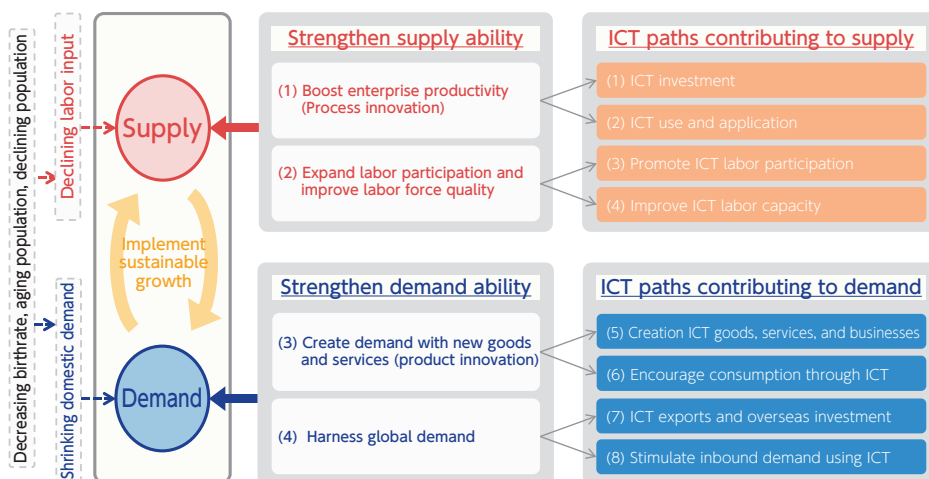 Decreasing birthrate, aging population, declining population
Declining labor input
Shrinking domestic demand
Supply
Implement
sustainable
growth
Demand
Strengthen supply ability
(1) Boost enterprise productivity
(Process innovation)
(2) Expand labor participation and
improve labor force quality
ICT paths contributing to supply
(1) ICT investment
(2) ICT use and application
(3) Promote ICT labor participation
(4) Improve ICT labor capacity
Strengthen demand ability
(3) Create demand with new goods
and services (product innovation)
(4) Harness global demand
ICT paths contributing to demand
(5) Creation ICT goods, services, and businesses
(6) Encourage consumption through ICT
(7) ICT exports and overseas investment
(8) Stimulate inbound demand using ICT